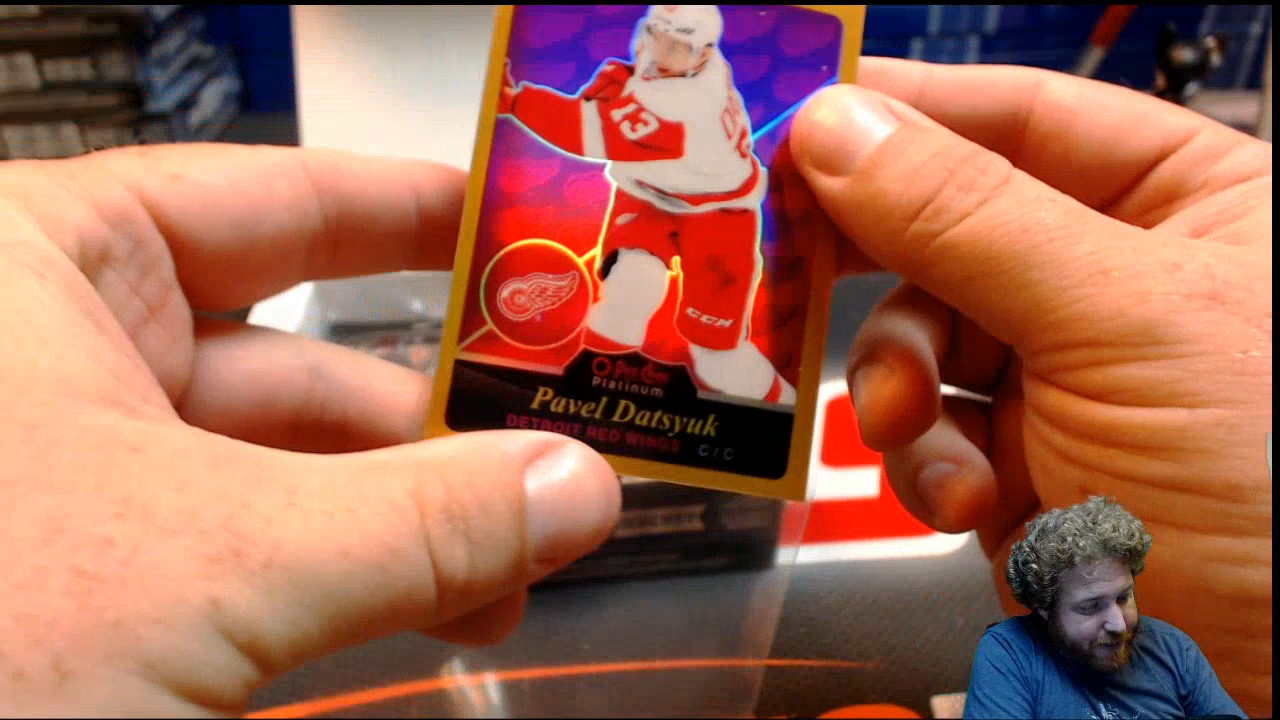 13
CCM
O-Pee-Chee
Platinum
Pavel Datsyuk
DETROIT RED WINGS
C / C